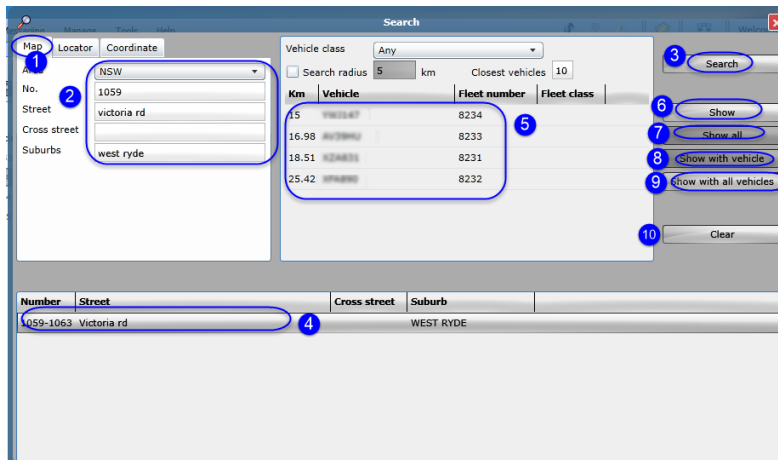 Search
Manage Tools Help
Welco
Map Locator Coordinate
1
Area NSW
2
No. 1059
Street victoria rd
Cross street
Suburbs west ryde
Vehicle class Any
Search radius 5 km Closest vehicles 10
Km Vehicle Fleet number Fleet class
15 8234
5
16.98 8233
18.51 8231
25.42 8232
3
Search
6
Show
7
Show all
8
Show with vehicle
9
Show with all vehicles
10
Clear
Number Street Cross street Suburb
1059-1063 Victoria rd WEST RYDE
4